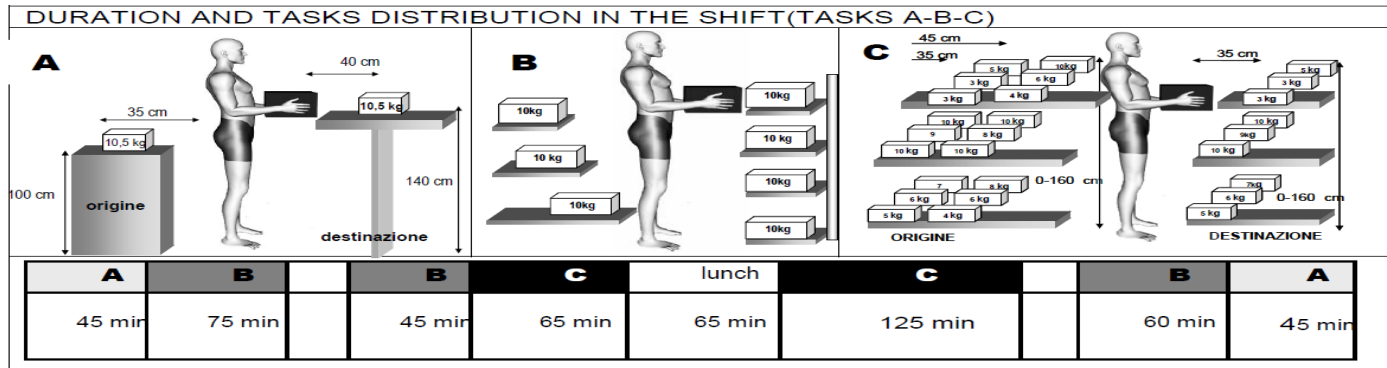 DURATION AND TASKS DISTRIBUTION IN THE SHIFT(TASKS A-B-C)
A
40 cm
35 cm
10,5 kg
10,5 kg
100 cm
140 cm
origine
destinazione
B
10kg
10kg
10 kg
10 kg
10kg
10kg
10kg
C
45 cm
35 cm
35 cm
5 kg
10kg
3 kg
6 kg
3 kg
4 kg
10 kg
10 kg
9
8 kg
10 kg
10 kg
7
8 kg
6 kg
6 kg
5 kg
4 kg
0-160 cm
ORIGINE
5 kg
3 kg
3 kg
10 kg
9kg
10 kg
7kg
6 kg
5 kg
0-160 cm
DESTINAZIONE
A B B C lunch C B A
45 min 75 min 45 min 65 min 65 min 125 min 60 min 45 min